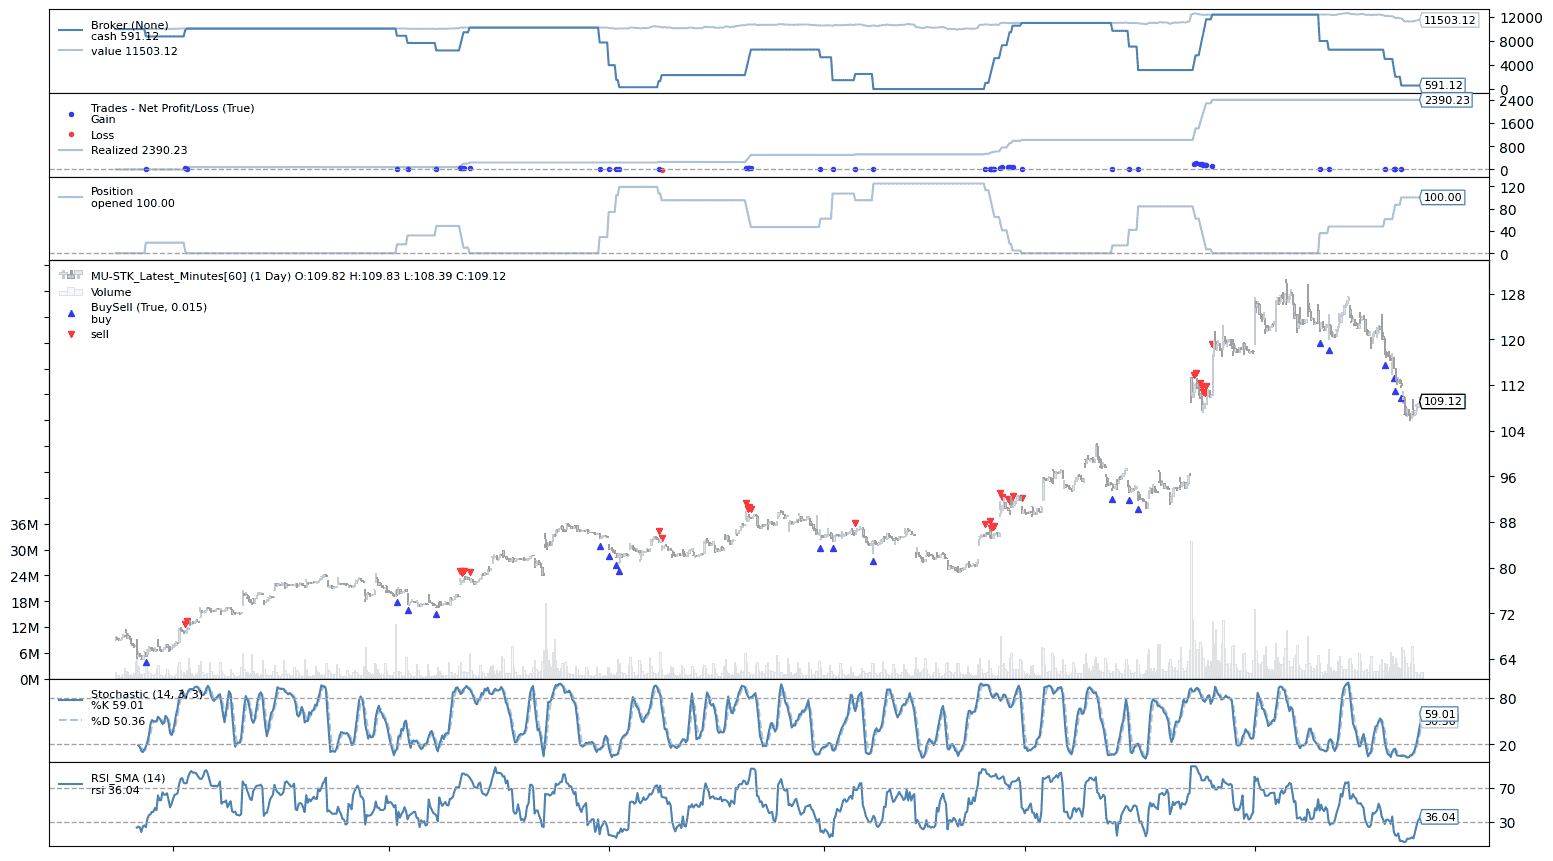 Broker (None)
cash 591.12
value 11503.12
11503.12
591.12
12000
8000
4000
0
Trades - Net Profit/Loss (True)
Gain
Loss
Realized 2390.23
2390.23
2400
1600
800
0
Position
opened 100.00
100.00
120
80
40
0
MU-STK_Latest_Minutes[60] (1 Day) O:109.82 H:109.83 L:108.39 C:109.12
Volume
BuySell (True, 0.015)
buy
sell
109.12
128
120
112
104
96
88
80
72
64
36M
30M
24M
18M
12M
6M
0M
Stochastic (14, 3, 3)
%K 59.01
%D 50.36
59.01
50.36
80
20
RSI_SMA (14)
rsi 36.04
36.04
70
30